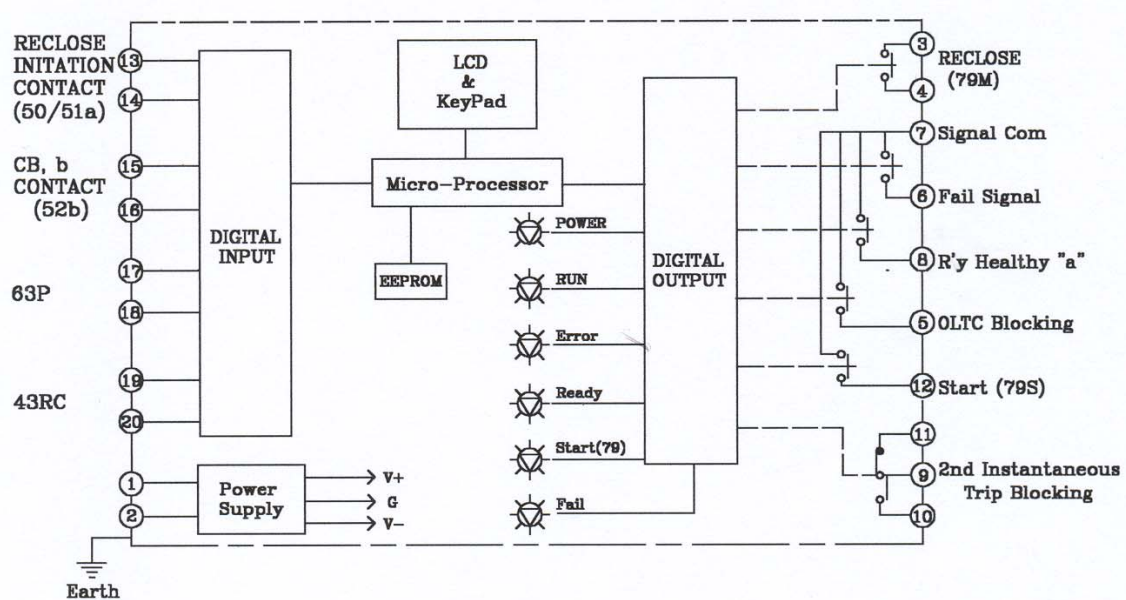 RECLOSE
INITATION
CONTACT
(50/51a)
13
14
CB, b
CONTACT
(52b)
15
16
63P
17
18
43RC
19
20
1
2
Earth
DIGITAL
INPUT
LCD
&
KeyPad
Micro-Processor
EEPROM
Power
Supply
V+
G
V-
POWER
RUN
Error
Ready
Start(79)
Fail
DIGITAL
OUTPUT
3
4
RECLOSE
(79M)
7 Signal Com
6 Fail Signal
8 R'y Healthy "a"
5 OLTC Blocking
12 Start (79S)
11
9 2nd Instantaneous
Trip Blocking
10